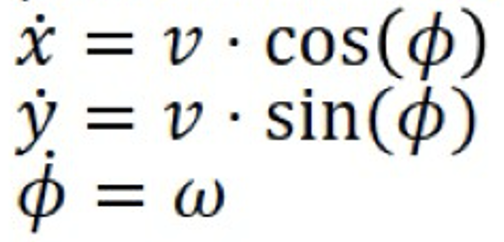 ẋ = v · cos(ϕ)
ẏ = v · sin(ϕ)
ϕ̇ = ω